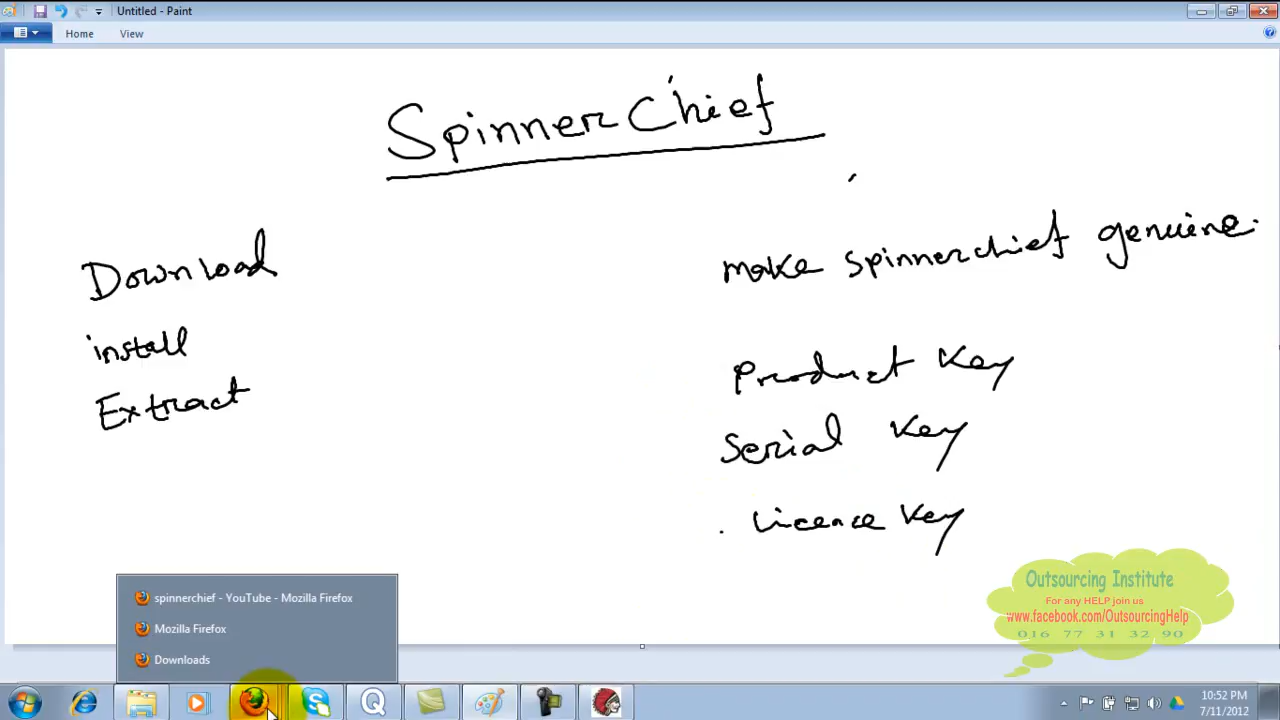 Untitled - Paint
Home View
SpinnerChief
Download
install
Extract
make spinnerchief genuine.
Product Key
Serial Key
Licence Key
spinnerchief - YouTube - Mozilla Firefox
Mozilla Firefox
Downloads
Outsourcing Institute
For any HELP join us
www.facebook.com/OutsourcingHelp
016 77 31 32 90
10:52 PM
7/11/2012